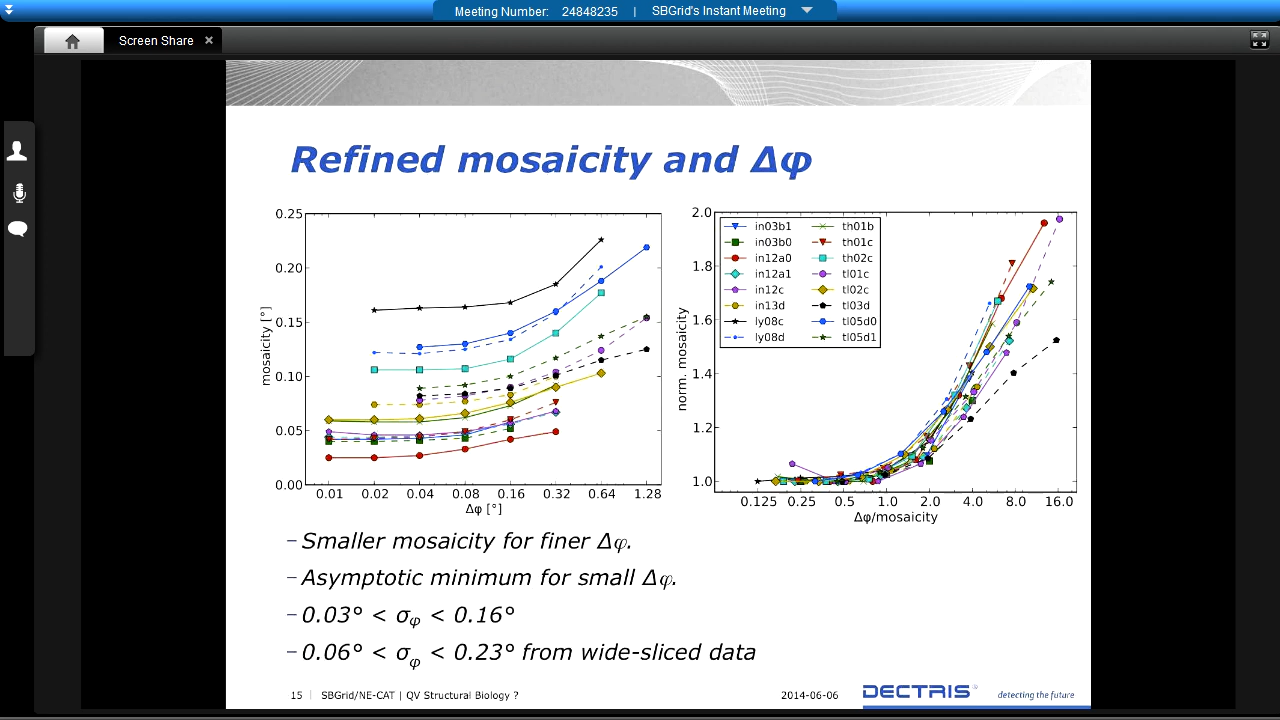 Meeting Number: 24848235 | SBGrid's Instant Meeting
Screen Share ×
Refined mosaicity and Δφ
0.25
0.20
0.15
0.10
0.05
0.00
mosaicity [°]
0.01 0.02 0.04 0.08 0.16 0.32 0.64 1.28
Δφ [°]
2.0
1.8
1.6
1.4
1.2
1.0
norm. mosaicity
in03b1 th01b
in03b0 th01c
in12a0 th02c
in12a1 tl01c
in12c tl02c
in13d tl03d
ly08c tl05d0
ly08d tl05d1
0.125 0.25 0.5 1.0 2.0 4.0 8.0 16.0
Δφ/mosaicity
– Smaller mosaicity for finer Δφ.
– Asymptotic minimum for small Δφ.
– 0.03° < σφ < 0.16°
– 0.06° < σφ < 0.23° from wide-sliced data
15 | SBGrid/NE-CAT | QV Structural Biology ? 2014-06-06 DECTRIS® detecting the future